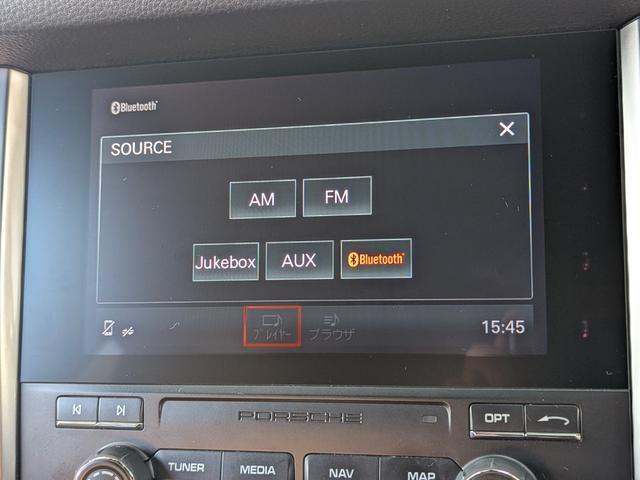 Bluetooth
SOURCE
AM FM
Jukebox AUX Bluetooth
プレイヤー ブラウザ
15:45
PORSCHE
OPT
TUNER MEDIA NAV MAP